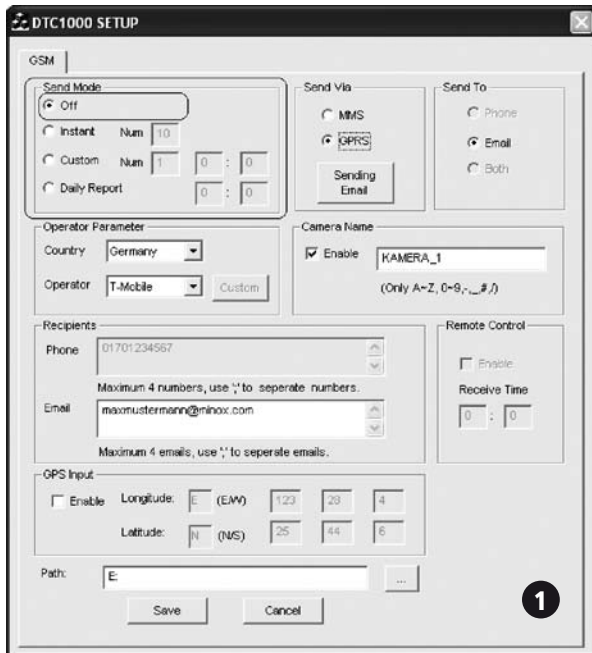 DTC1000 SETUP
GSM
Send Mode
Off
Instant Num 10
Custom Num 1 0 : 0
Daily Report 0 : 0
Send Via
MMS
GPRS
Sending
Email
Send To
Phone
Email
Both
Operator Parameter
Country Germany
Operator T-Mobile Custom
Camera Name
Enable KAMERA_1
(Only A~Z, 0~9,-,_,#,/)
Recipients
Phone 01701234567
Maximum 4 numbers, use ';' to seperate numbers.
Email maxmustermann@minox.com
Maximum 4 emails, use ';' to seperate emails.
Remote Control
Enable
Receive Time
0 : 0
GPS Input
Enable Longitude: E (E/W) 123 23 4
Latitude: N (N/S) 25 44 6
Path: E: ...
Save Cancel
1